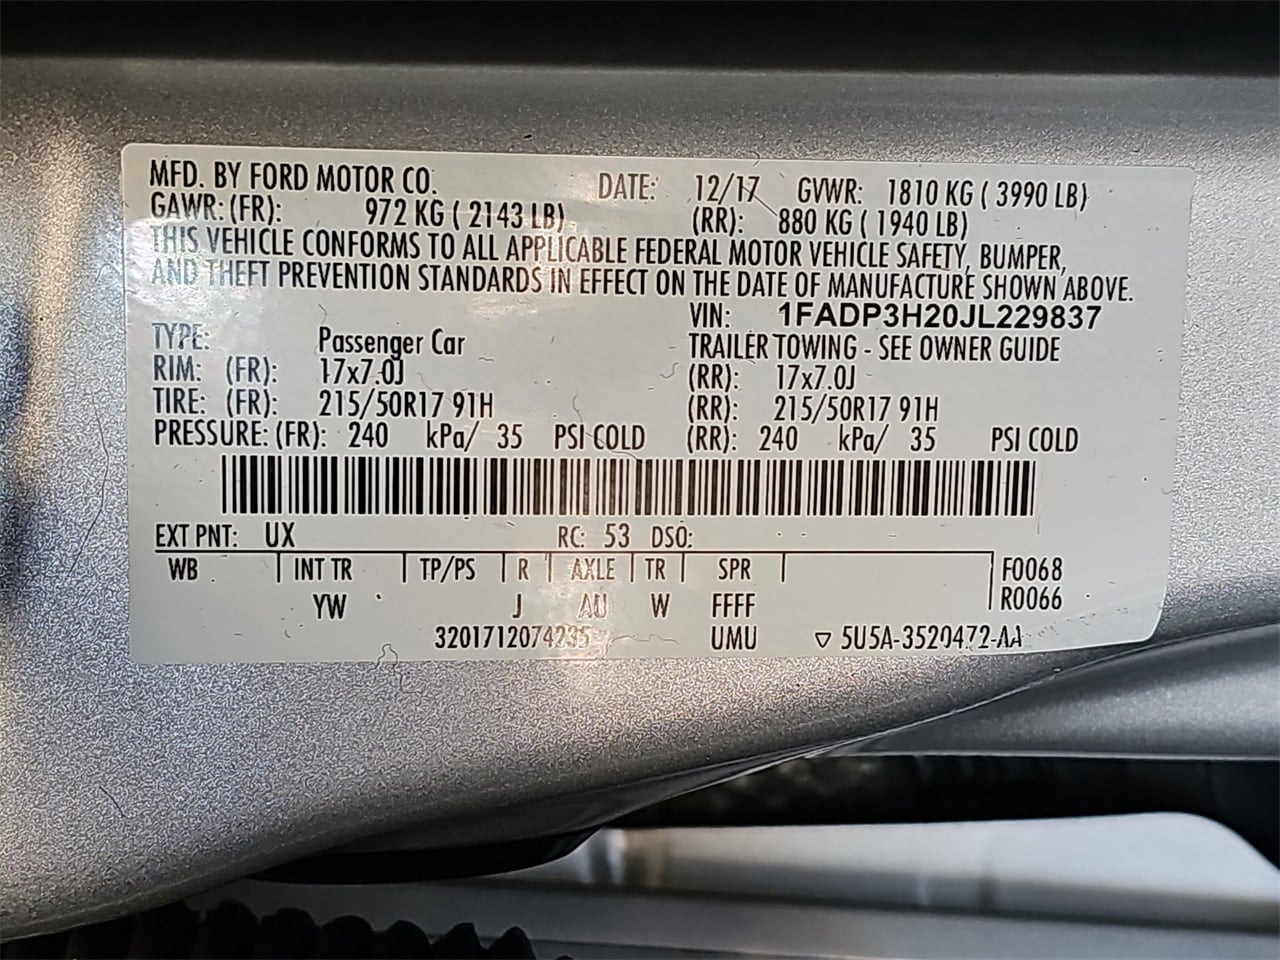 MFD. BY FORD MOTOR CO. DATE: 12/17 GVWR: 1810 KG ( 3990 LB)
GAWR: (FR): 972 KG ( 2143 LB) (RR): 880 KG ( 1940 LB)
THIS VEHICLE CONFORMS TO ALL APPLICABLE FEDERAL MOTOR VEHICLE SAFETY, BUMPER,
AND THEFT PREVENTION STANDARDS IN EFFECT ON THE DATE OF MANUFACTURE SHOWN ABOVE.
VIN: 1FADP3H20JL229837
TYPE: Passenger Car TRAILER TOWING - SEE OWNER GUIDE
RIM: (FR): 17x7.0J (RR): 17x7.0J
TIRE: (FR): 215/50R17 91H (RR): 215/50R17 91H
PRESSURE: (FR): 240 kPa/ 35 PSI COLD (RR): 240 kPa/ 35 PSI COLD
EXT PNT: UX RC: 53 DSO:
WB INT TR TP/PS R AXLE TR SPR F0068
YW J AU W FFFF R0066
3201712074235 UMU ▽ 5U5A-3520472-AA